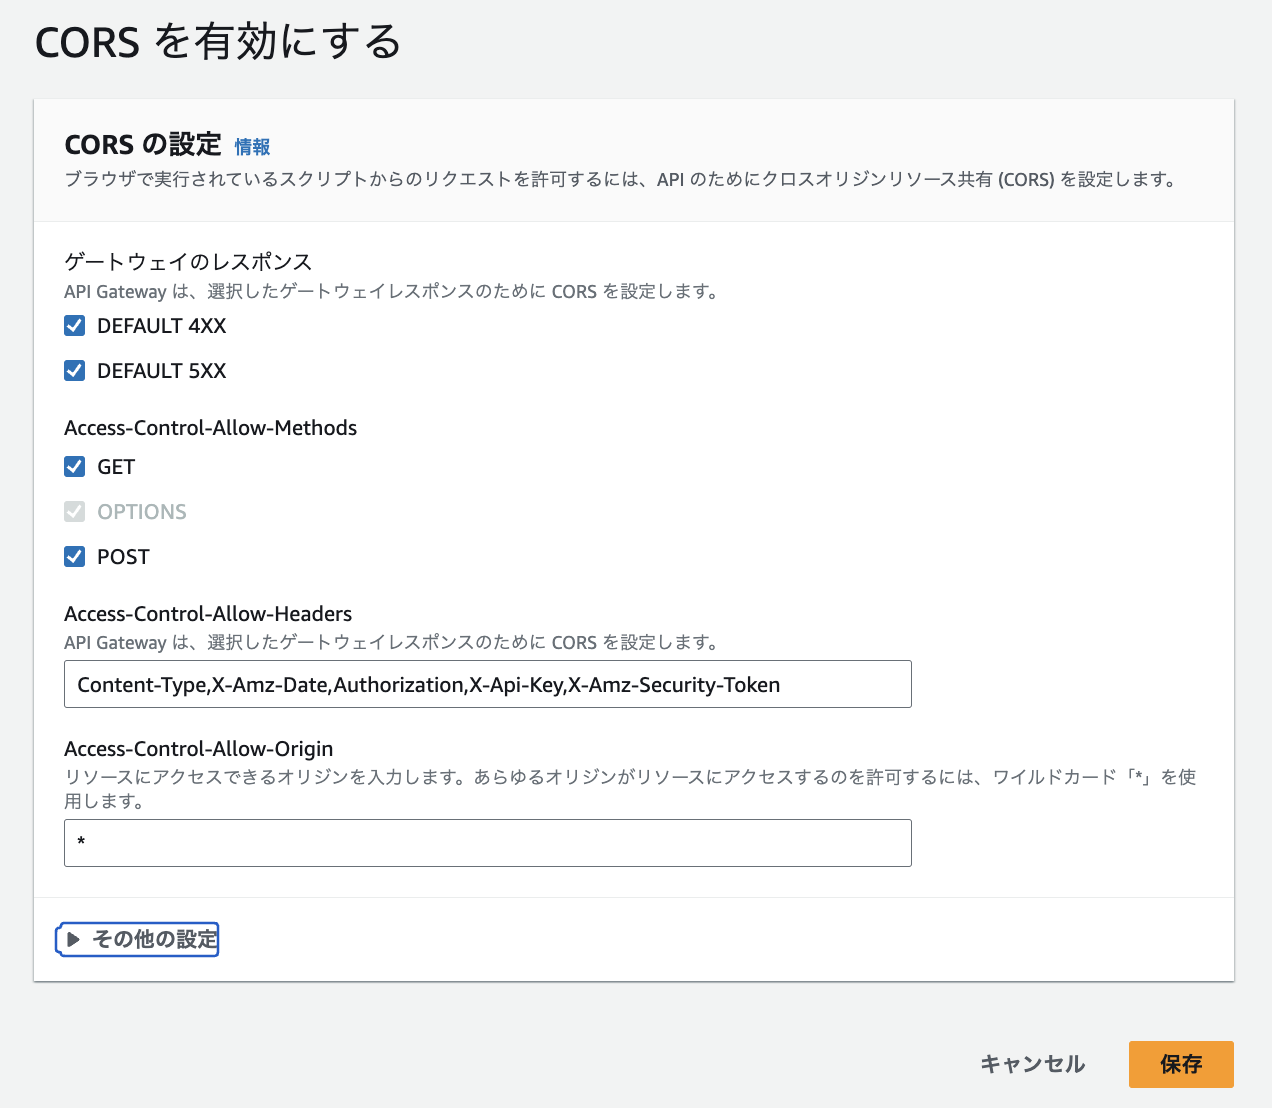 CORS を有効にする
CORS の設定 情報
ブラウザで実行されているスクリプトからのリクエストを許可するには、API のためにクロスオリジンリソース共有 (CORS) を設定します。
ゲートウェイのレスポンス
API Gateway は、選択したゲートウェイレスポンスのために CORS を設定します。
DEFAULT 4XX
DEFAULT 5XX
Access-Control-Allow-Methods
GET
OPTIONS
POST
Access-Control-Allow-Headers
API Gateway は、選択したゲートウェイレスポンスのために CORS を設定します。
Content-Type,X-Amz-Date,Authorization,X-Api-Key,X-Amz-Security-Token
Access-Control-Allow-Origin
リソースにアクセスできるオリジンを入力します。あらゆるオリジンがリソースにアクセスするのを許可するには、ワイルドカード「*」を使
用します。
*
その他の設定
キャンセル 保存